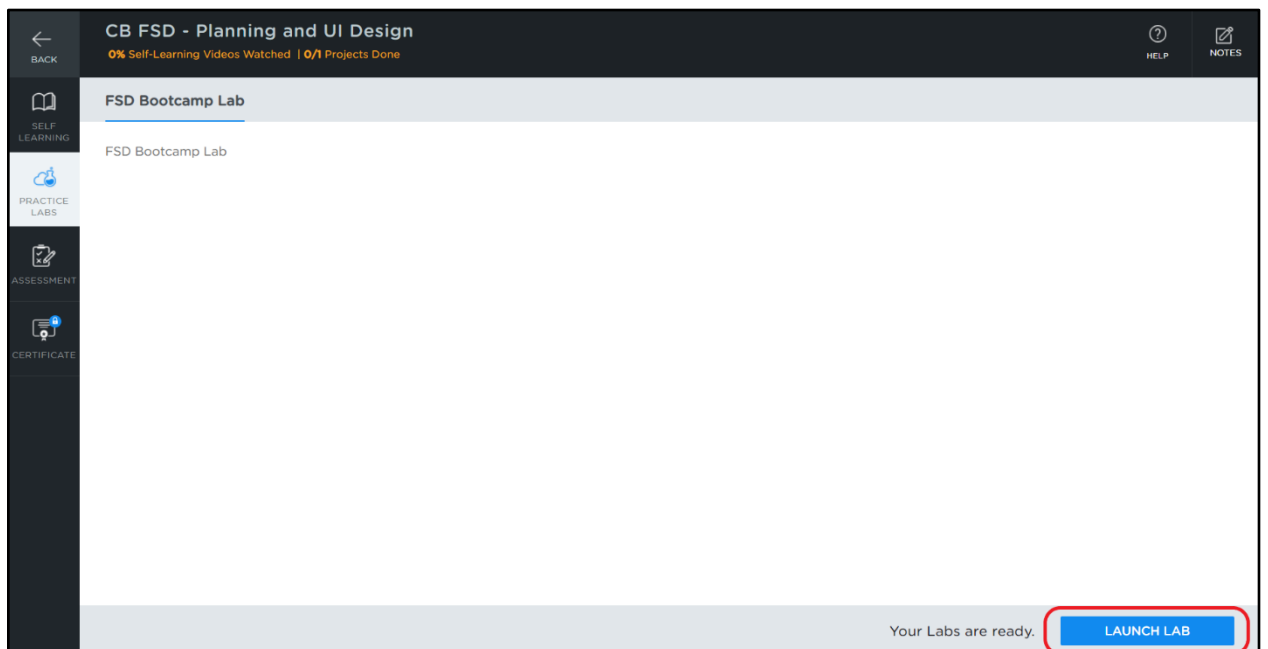 BACK
CB FSD - Planning and UI Design
0% Self-Learning Videos Watched | 0/1 Projects Done
HELP
NOTES
SELF
LEARNING
FSD Bootcamp Lab
FSD Bootcamp Lab
PRACTICE
LABS
ASSESSMENT
CERTIFICATE
Your Labs are ready.
LAUNCH LAB